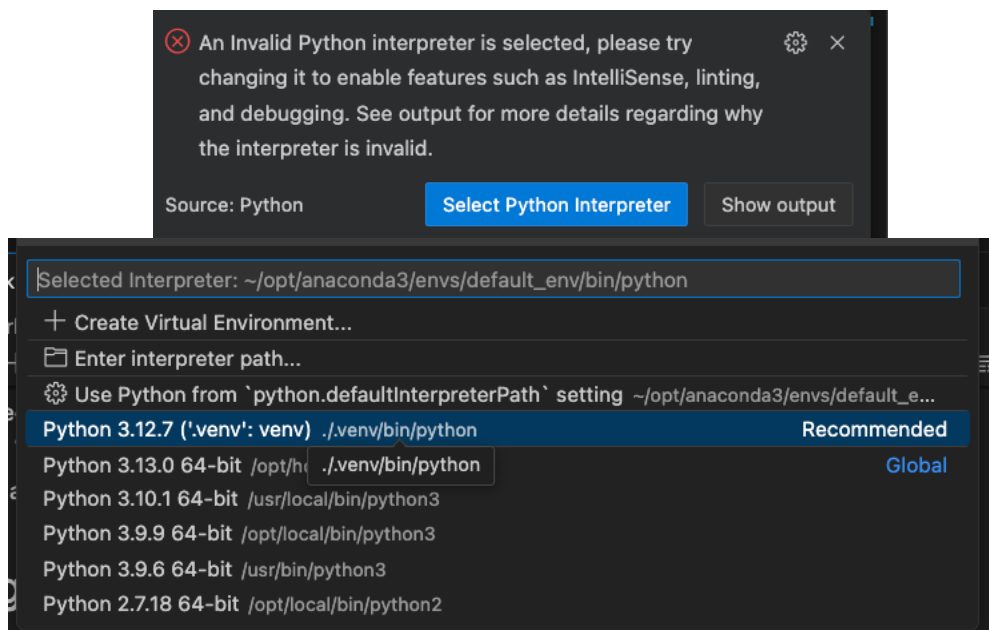 An Invalid Python interpreter is selected, please try
changing it to enable features such as IntelliSense, linting,
and debugging. See output for more details regarding why
the interpreter is invalid.
Source: Python
Select Python Interpreter
Show output
Selected Interpreter: ~/opt/anaconda3/envs/default_env/bin/python
Create Virtual Environment...
Enter interpreter path...
Use Python from `python.defaultInterpreterPath` setting ~/opt/anaconda3/envs/default_e...
Python 3.12.7 ('.venv': venv) ./.venv/bin/python Recommended
Python 3.13.0 64-bit Global
./.venv/bin/python
Python 3.10.1 64-bit /usr/local/bin/python3
Python 3.9.9 64-bit /opt/local/bin/python3
Python 3.9.6 64-bit /usr/bin/python3
Python 2.7.18 64-bit /opt/local/bin/python2